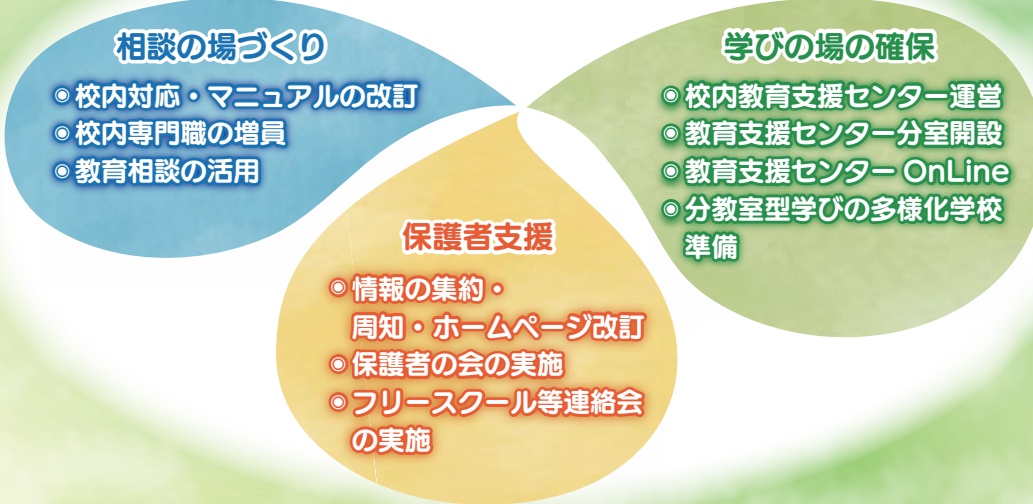 相談の場づくり
◉校内対応・マニュアルの改訂
◉校内専門職の増員
◉教育相談の活用
学びの場の確保
◉校内教育支援センター運営
◉教育支援センター分室開設
◉教育支援センター OnLine
◉分教室型学びの多様化学校
準備
保護者支援
◉情報の集約・
周知・ホームページ改訂
◉保護者の会の実施
◉フリースクール等連絡会
の実施